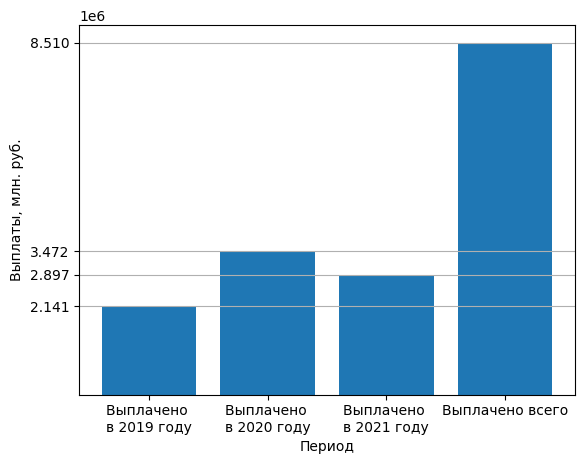 1e6
8.510
3.472
2.897
2.141
Выплаты, млн. руб.
Выплачено
в 2019 году
Выплачено
в 2020 году
Выплачено
в 2021 году
Выплачено всего
Период